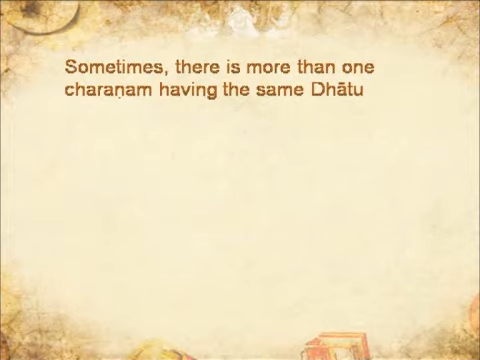 Sometimes, there is more than one
charaṇam having the same Dhātu